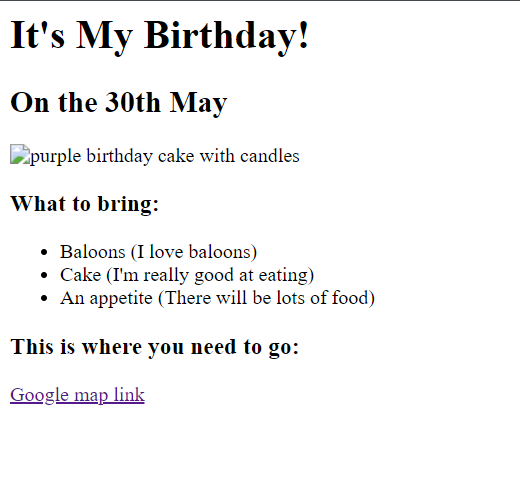 It's My Birthday!
On the 30th May
purple birthday cake with candles
What to bring:
Baloons (I love baloons)
Cake (I'm really good at eating)
An appetite (There will be lots of food)
This is where you need to go:
Google map link